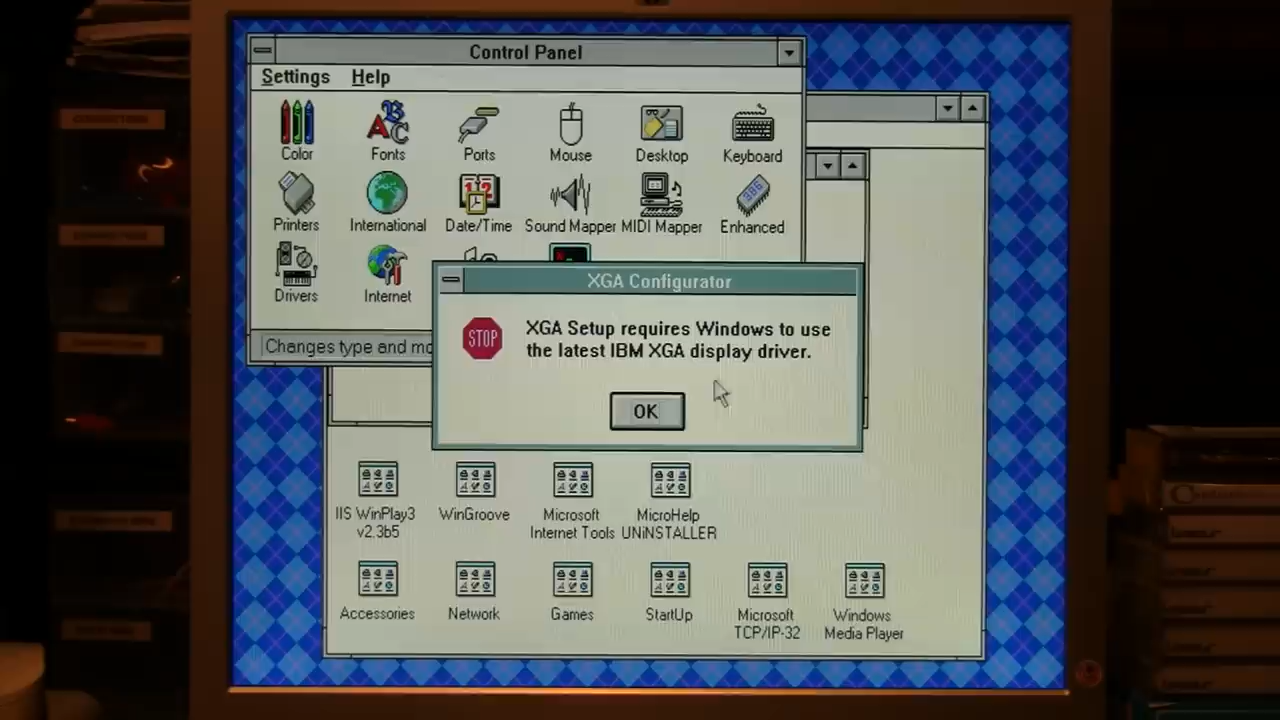 Control Panel
Settings Help
Color Fonts Ports Mouse Desktop Keyboard
Printers International Date/Time Sound Mapper MIDI Mapper Enhanced
386
Drivers Internet
XGA Configurator
STOP
XGA Setup requires Windows to use
the latest IBM XGA display driver.
Changes type and mo
OK
IIS WinPlay3
v2.3b5
WinGroove
Microsoft
Internet Tools
MicroHelp
UNiNSTALLER
Accessories Network Games StartUp
Microsoft
TCP/IP-32
Windows
Media Player